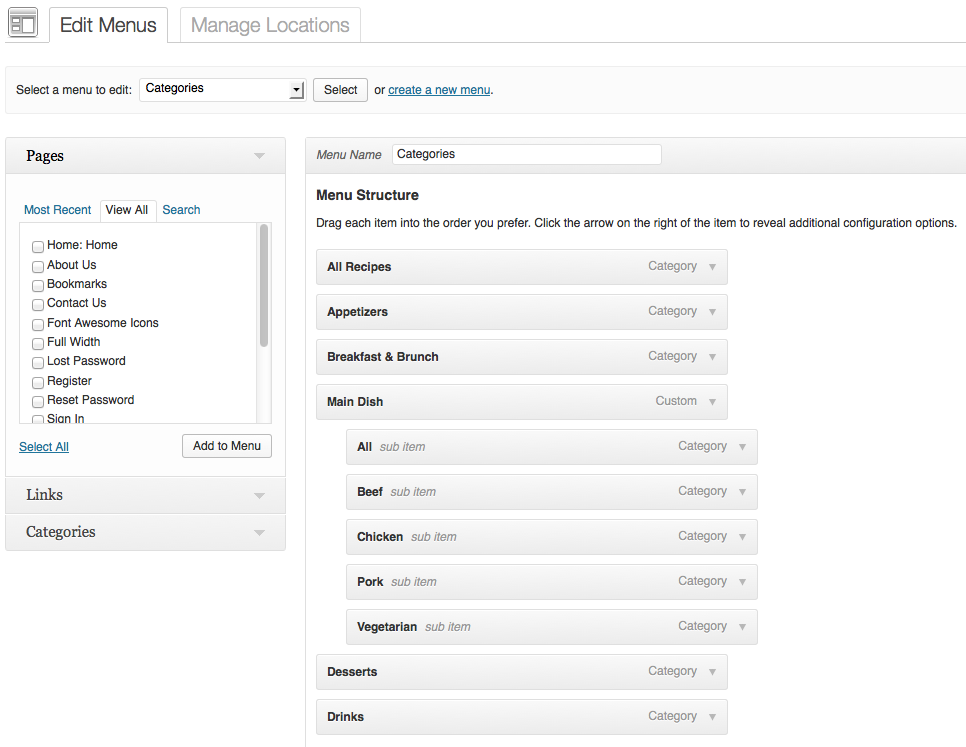 Edit Menus
Manage Locations
Select a menu to edit: Categories Select or create a new menu.
Pages
Most Recent View All Search
Home: Home
About Us
Bookmarks
Contact Us
Font Awesome Icons
Full Width
Lost Password
Register
Reset Password
Sign In
Select All Add to Menu
Links
Categories
Menu Name Categories
Menu Structure
Drag each item into the order you prefer. Click the arrow on the right of the item to reveal additional configuration options.
All Recipes Category
Appetizers Category
Breakfast & Brunch Category
Main Dish Custom
All sub item Category
Beef sub item Category
Chicken sub item Category
Pork sub item Category
Vegetarian sub item Category
Desserts Category
Drinks Category